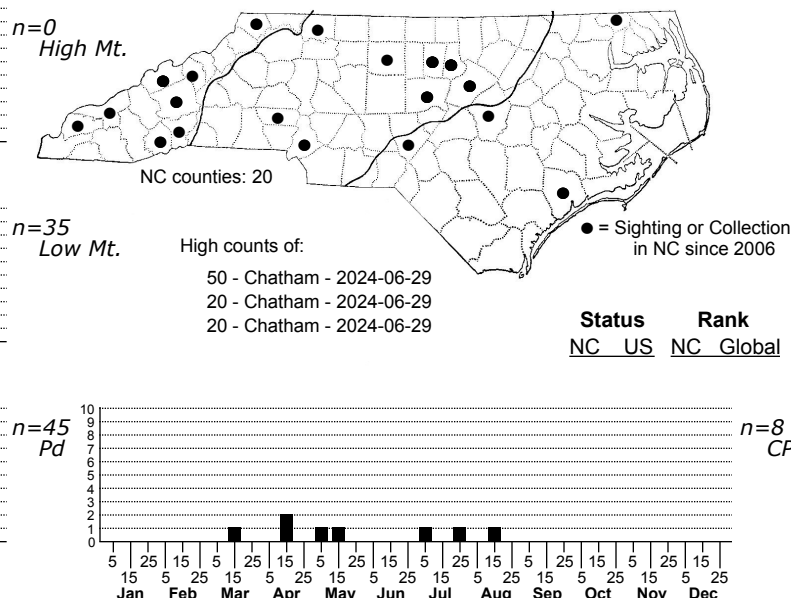 n=0
High Mt.
NC counties: 20
n=35
Low Mt.
High counts of:
50 - Chatham - 2024-06-29
20 - Chatham - 2024-06-29
20 - Chatham - 2024-06-29
● = Sighting or Collection
in NC since 2006
Status Rank
NC US NC Global
n=45
Pd
10
9
8
7
6
5
4
3
2
1
0
n=8
CP
5 25 15 5 25 15 5 25 15 5 25 15 5 25 15 5 25 15
15 5 25 15 5 25 15 5 25 15 5 25 15 5 25 15 5 25
Jan Feb Mar Apr May Jun Jul Aug Sep Oct Nov Dec